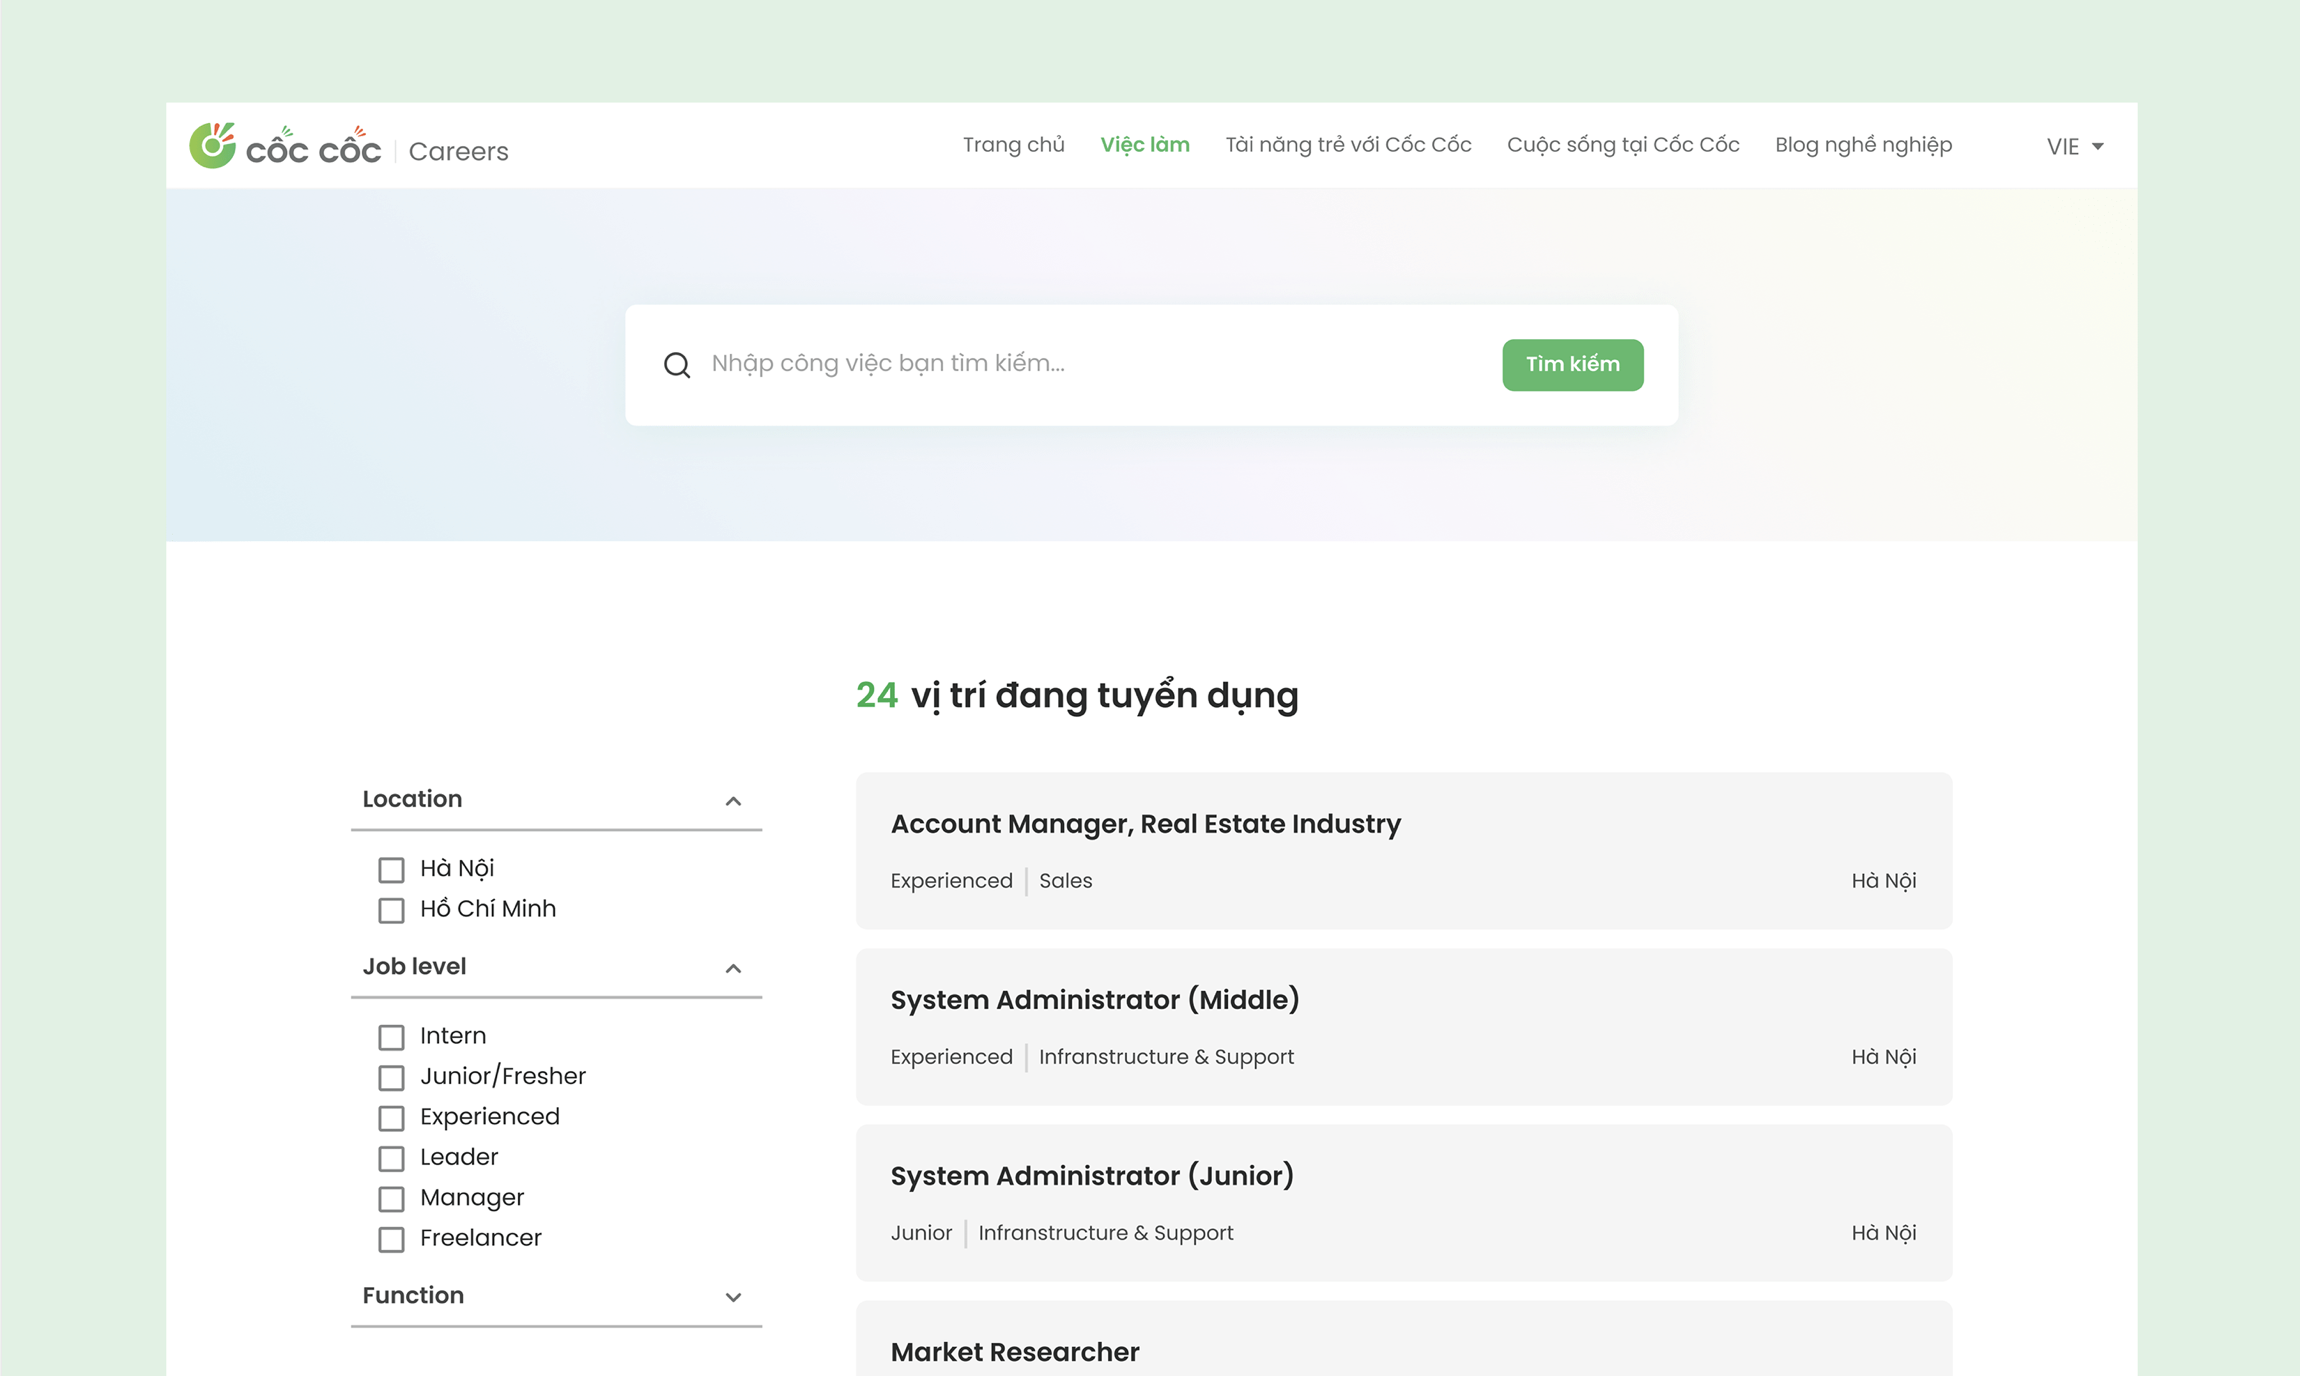 cốc cốc Careers
Trang chủ Việc làm Tài năng trẻ với Cốc Cốc Cuộc sống tại Cốc Cốc Blog nghề nghiệp VIE
Nhập công việc bạn tìm kiếm... Tìm kiếm
24 vị trí đang tuyển dụng
Location
Hà Nội
Hồ Chí Minh
Job level
Intern
Junior/Fresher
Experienced
Leader
Manager
Freelancer
Function
Account Manager, Real Estate Industry
Experienced Sales Hà Nội
System Administrator (Middle)
Experienced Infranstructure & Support Hà Nội
System Administrator (Junior)
Junior Infranstructure & Support Hà Nội
Market Researcher